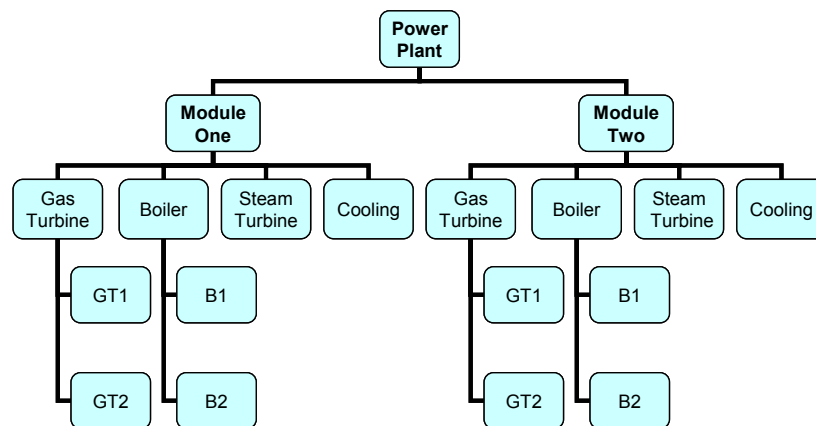 Power
Plant
Module
One
Module
Two
Gas
Turbine
Boiler
Steam
Turbine
Cooling
Gas
Turbine
Boiler
Steam
Turbine
Cooling
GT1
B1
GT1
B1
GT2
B2
GT2
B2